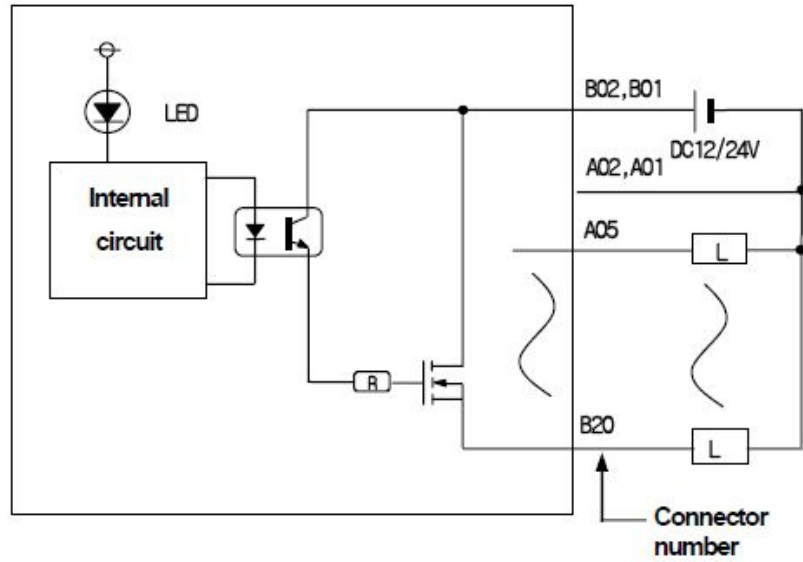 LED
B02,B01
DC12/24V
A02,A01
Internal
circuit
A05
L
R
B20
L
Connector
number